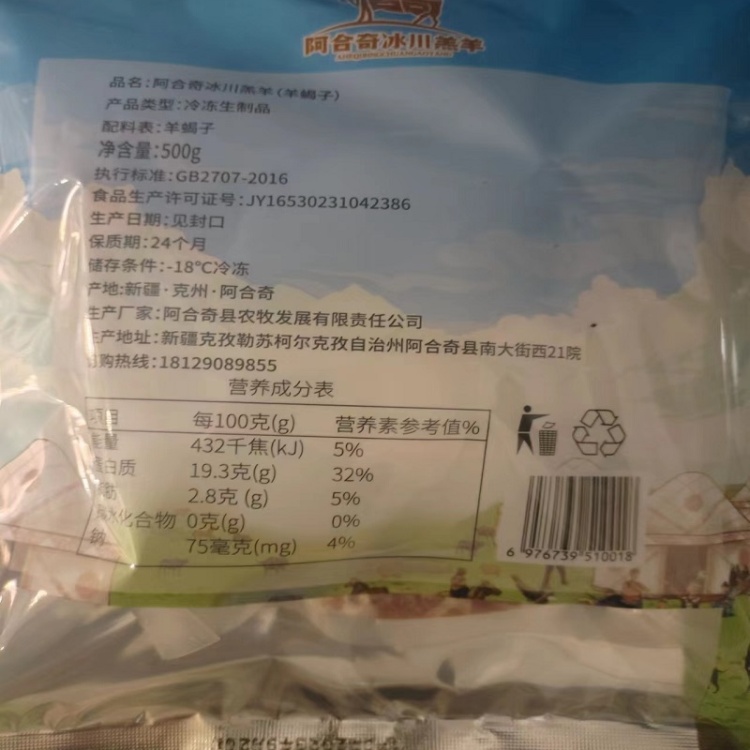 阿合奇冰川羔羊
品名:阿合奇冰川羔羊(羊蝎子)
产品类型:冷冻生制品
配料表:羊蝎子
净含量:500g
执行标准:GB2707-2016
食品生产许可证号:JY16530231042386
生产日期:见封口
保质期:24个月
储存条件:-18℃冷冻
产地:新疆·克州·阿合奇
生产厂家:阿合奇县农牧发展有限责任公司
生产地址:新疆克孜勒苏柯尔克孜自治州阿合奇县南大街西21院
购热线:18129089855
营养成分表
项目 每100克(g) 营养素参考值%
能量 432千焦(kJ) 5%
蛋白质 19.3克(g) 32%
脂肪 2.8克 (g) 5%
碳水化合物 0克(g) 0%
钠 75毫克(mg) 4%
6 976739 510018